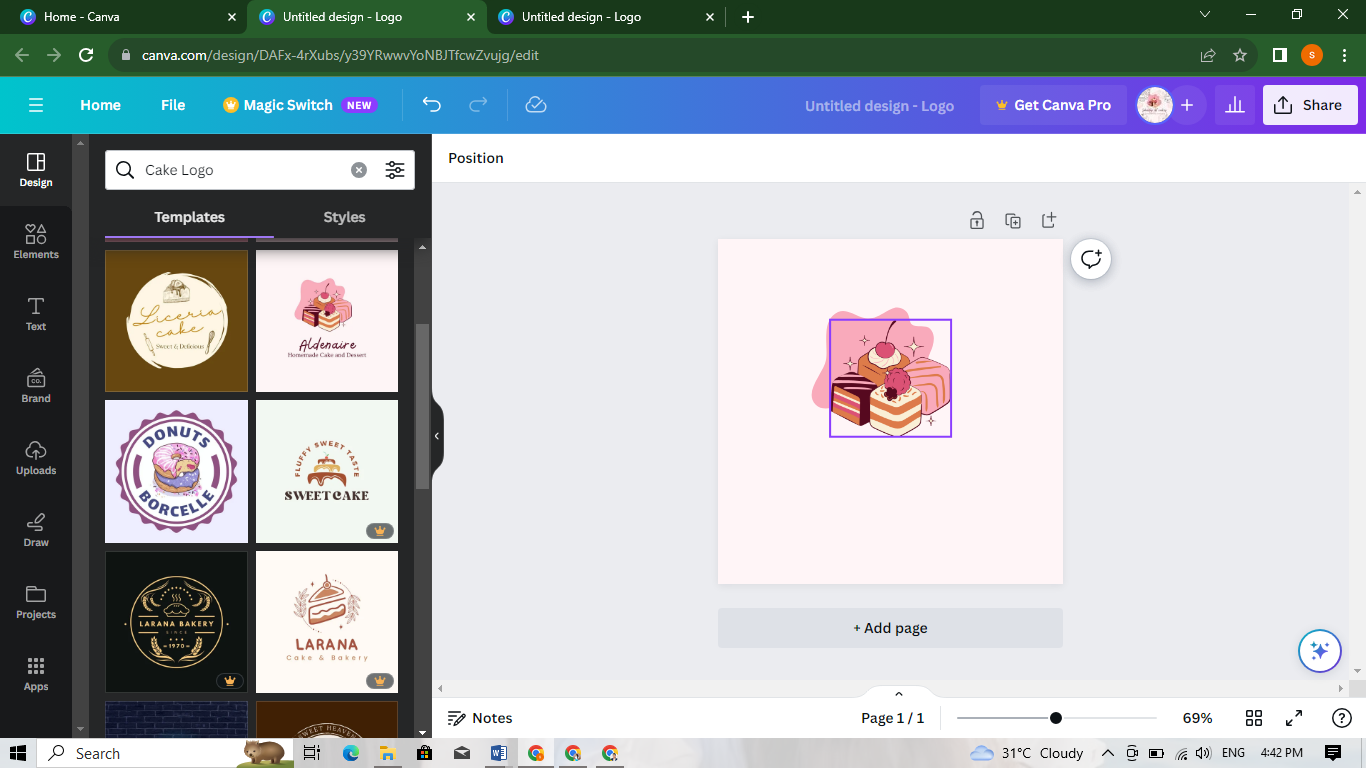 Home - Canva
Untitled design - Logo
Untitled design - Logo
canva.com/design/DAFx-4rXubs/y39YRwwvYoNBJTfcwZvujg/edit
S
Home
File
Magic Switch
NEW
Untitled design - Logo
Get Canva Pro
Share
Design
Elements
Text
Brand
CO.
Uploads
Draw
Projects
Apps
Cake Logo
Templates
Styles
Liceria
cake
Sweet & Delicious
Aldenaire
Homemade Cake and Dessert
DONUTS
BORCELLE
FLUFFY SWEET TASTE
SWEET CAKE
LARANA BAKERY
SINCE
1970
LARANA
Cake & Bakery
SWEET HEAVEN
Position
+ Add page
Notes
Page 1 / 1
69%
Search
31°C Cloudy
ENG
4:42 PM